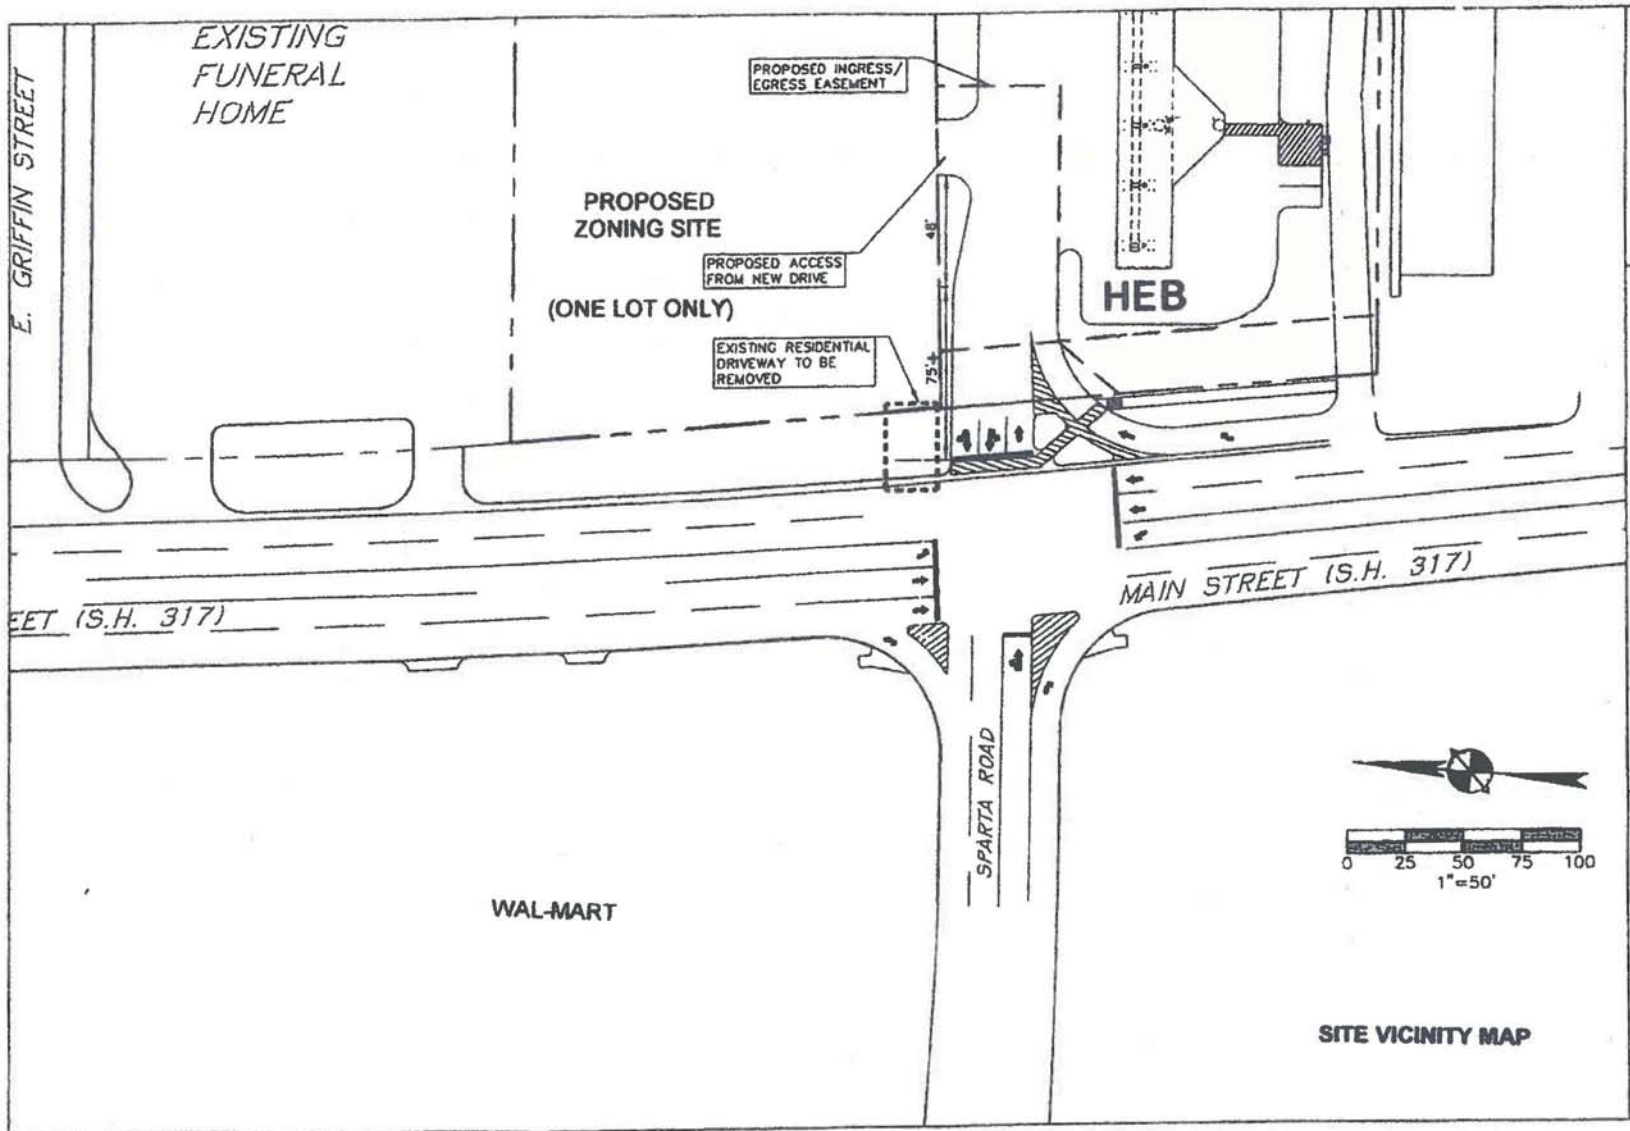 EXISTING
FUNERAL
HOME
E. GRIFFIN STREET
PROPOSED INGRESS/
EGRESS EASEMENT
PROPOSED
ZONING SITE
48'
PROPOSED ACCESS
FROM NEW DRIVE
HEB
(ONE LOT ONLY)
EXISTING RESIDENTIAL
DRIVEWAY TO BE
REMOVED
75'
MAIN STREET (S.H. 317)
EET (S.H. 317)
SPARTA ROAD
0 25 50 75 100
1"=50'
WAL-MART
SITE VICINITY MAP